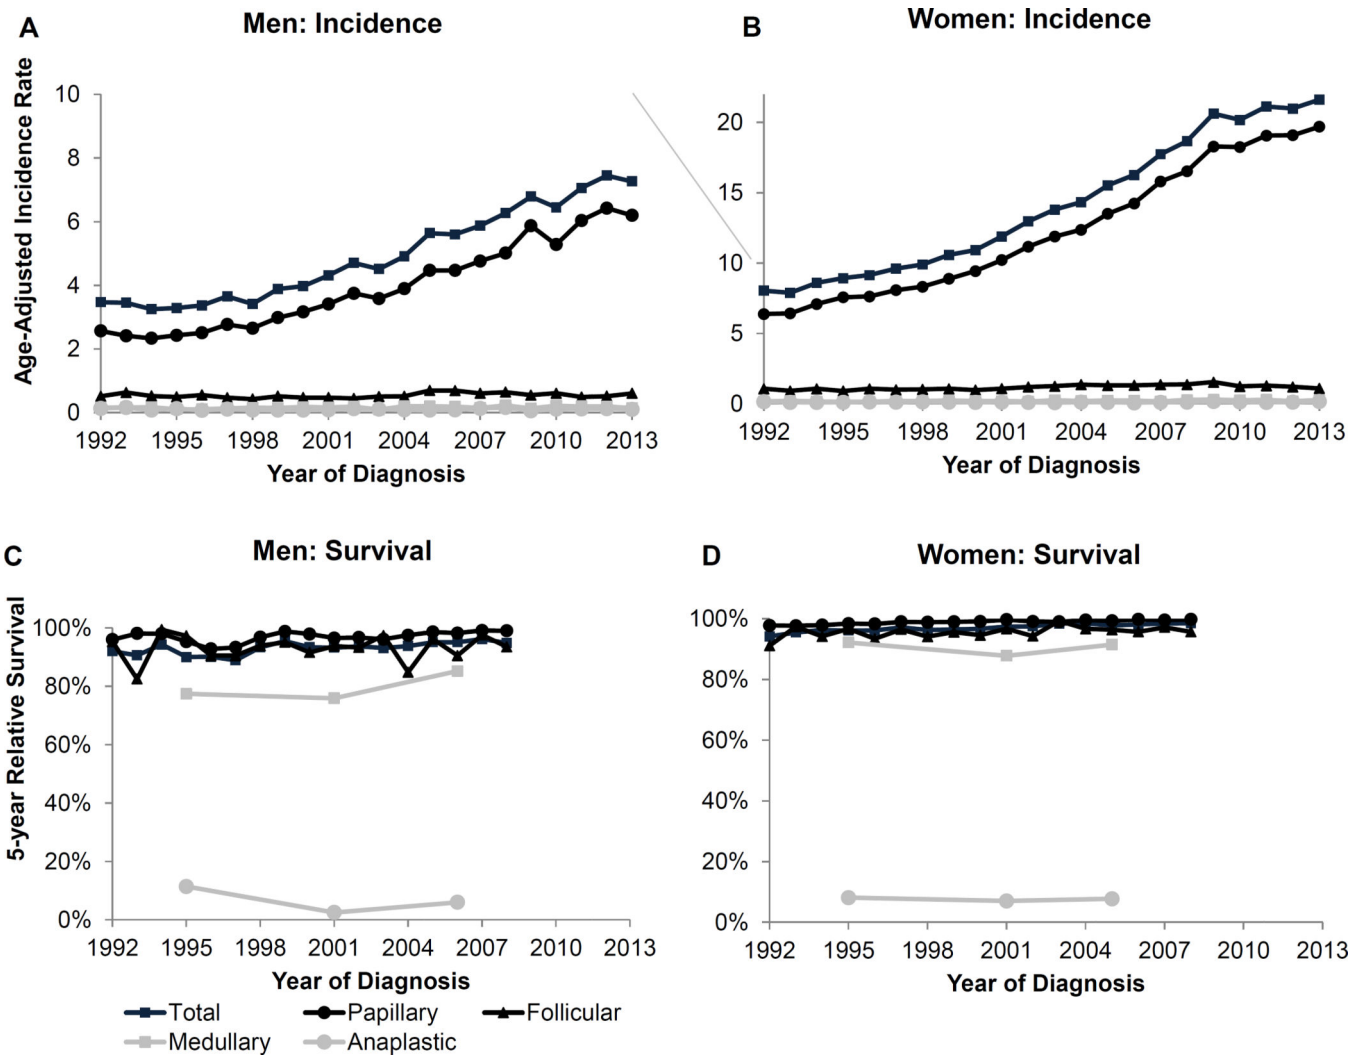 A
Men: Incidence
Age-Adjusted Incidence Rate
10
8
6
4
2
0
1992 1995 1998 2001 2004 2007 2010 2013
Year of Diagnosis
B
Women: Incidence
20
15
10
5
0
1992 1995 1998 2001 2004 2007 2010 2013
Year of Diagnosis
C
Men: Survival
5-year Relative Survival
100%
80%
60%
40%
20%
0%
1992 1995 1998 2001 2004 2007 2010 2013
Year of Diagnosis
D
Women: Survival
100%
80%
60%
40%
20%
0%
1992 1995 1998 2001 2004 2007 2010 2013
Year of Diagnosis
Total Papillary Follicular
Medullary Anaplastic